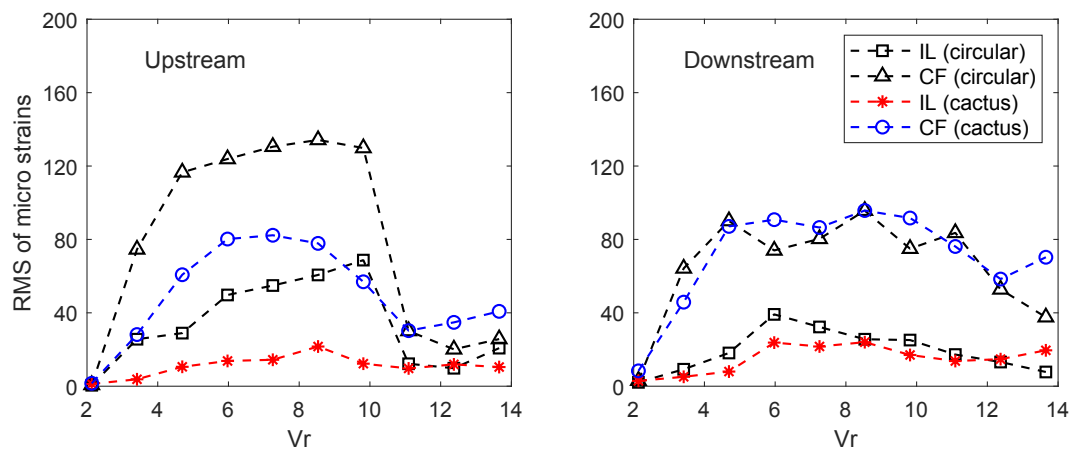 RMS of micro strains
200
160
120
80
40
0
Upstream
2
4
6
8
10
12
14
Vr
200
160
120
80
40
0
Downstream
IL (circular)
CF (circular)
IL (cactus)
CF (cactus)
2
4
6
8
10
12
14
Vr